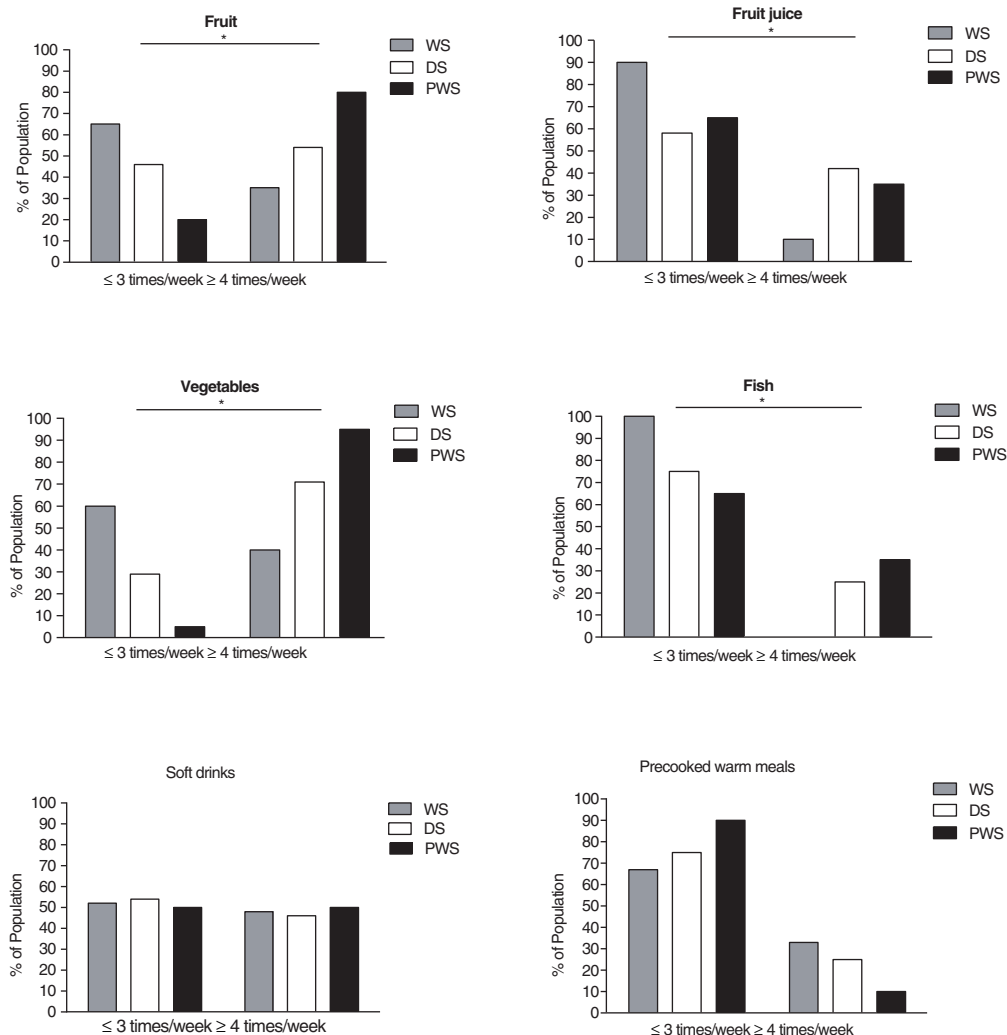 Fruit
*
WS
DS
PWS
% of Population
100
90
80
70
60
50
40
30
20
10
0
≤ 3 times/week ≥ 4 times/week
Fruit juice
*
WS
DS
PWS
% of Population
100
90
80
70
60
50
40
30
20
10
0
≤ 3 times/week ≥ 4 times/week
Vegetables
*
WS
DS
PWS
% of Population
100
90
80
70
60
50
40
30
20
10
0
≤ 3 times/week ≥ 4 times/week
Fish
*
WS
DS
PWS
% of Population
100
90
80
70
60
50
40
30
20
10
0
≤ 3 times/week ≥ 4 times/week
Soft drinks
WS
DS
PWS
% of Population
100
90
80
70
60
50
40
30
20
10
0
≤ 3 times/week ≥ 4 times/week
Precooked warm meals
WS
DS
PWS
% of Population
100
90
80
70
60
50
40
30
20
10
0
≤ 3 times/week ≥ 4 times/week